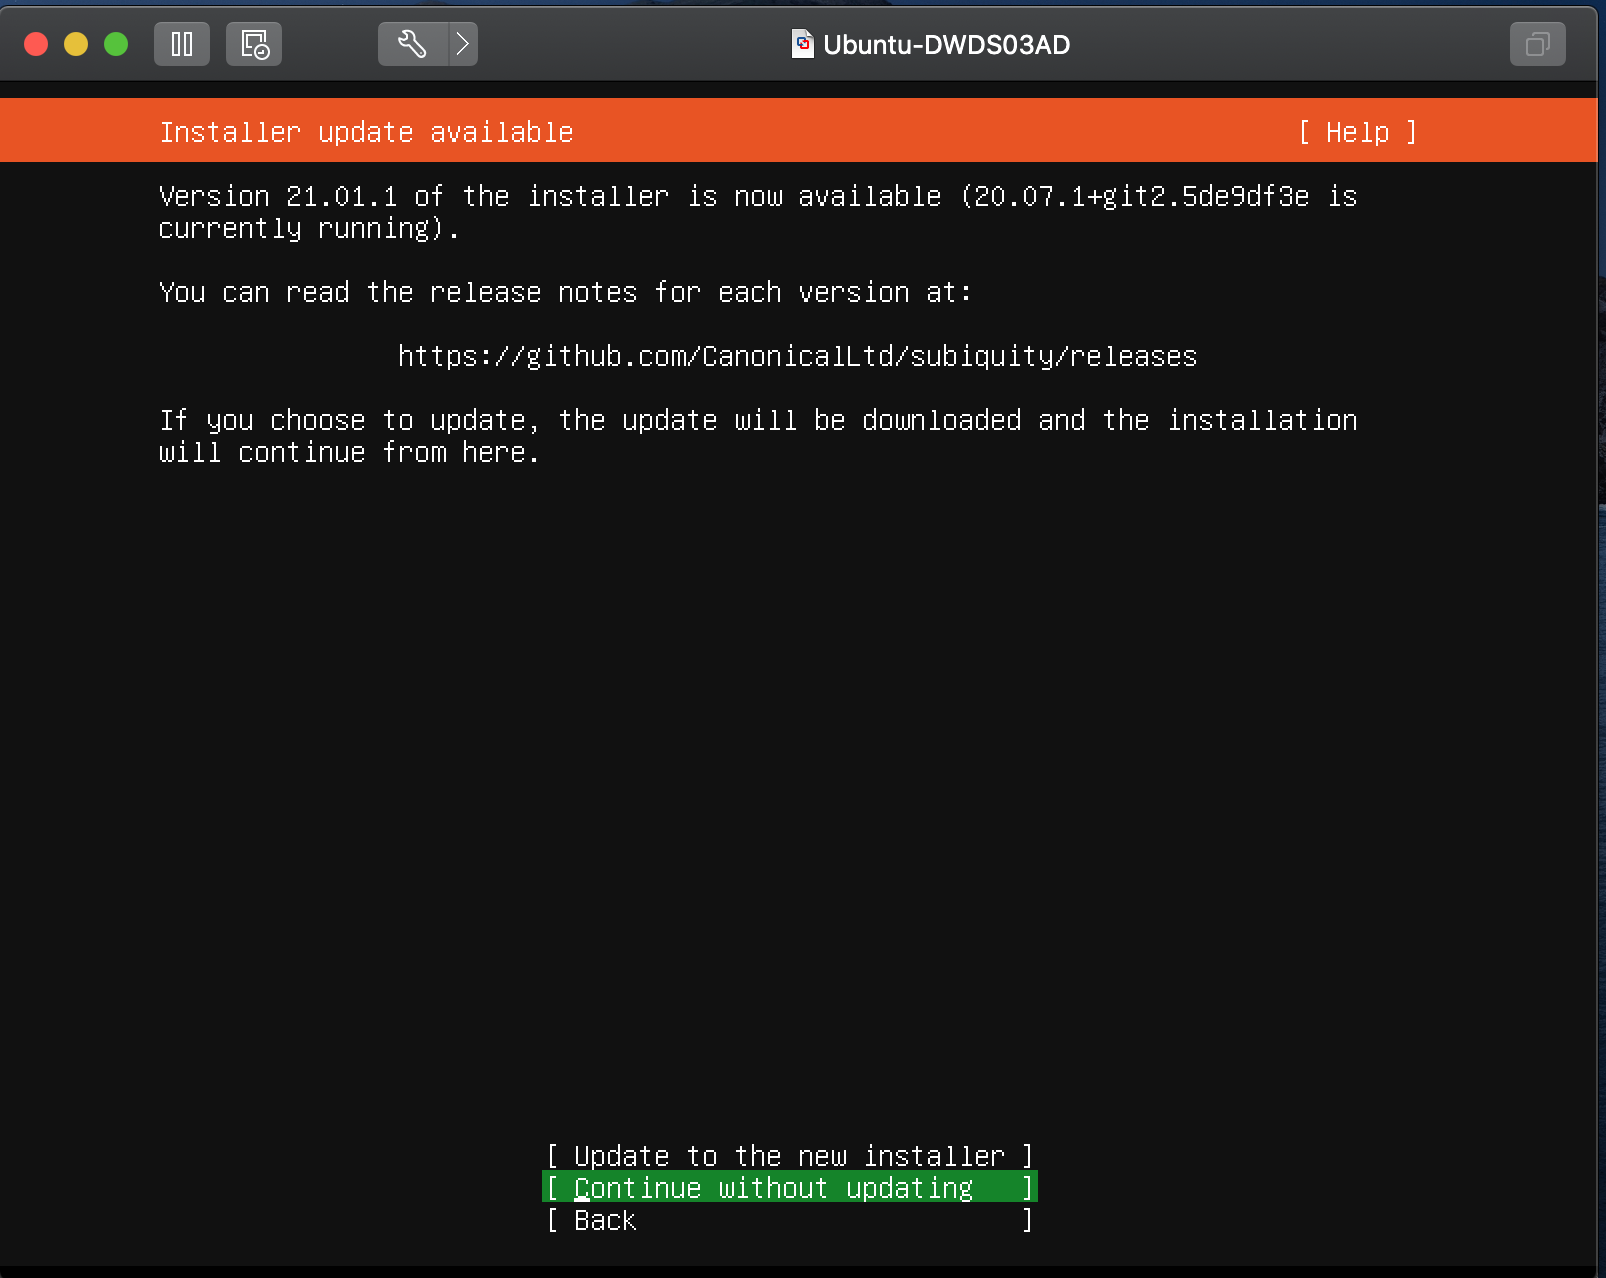 Ubuntu-DWDS03AD
Installer update available [ Help ]
Version 21.01.1 of the installer is now available (20.07.1+git2.5de9df3e is
currently running).
You can read the release notes for each version at:
https://github.com/CanonicalLtd/subiquity/releases
If you choose to update, the update will be downloaded and the installation
will continue from here.
[ Update to the new installer ]
[ Continue without updating ]
[ Back ]